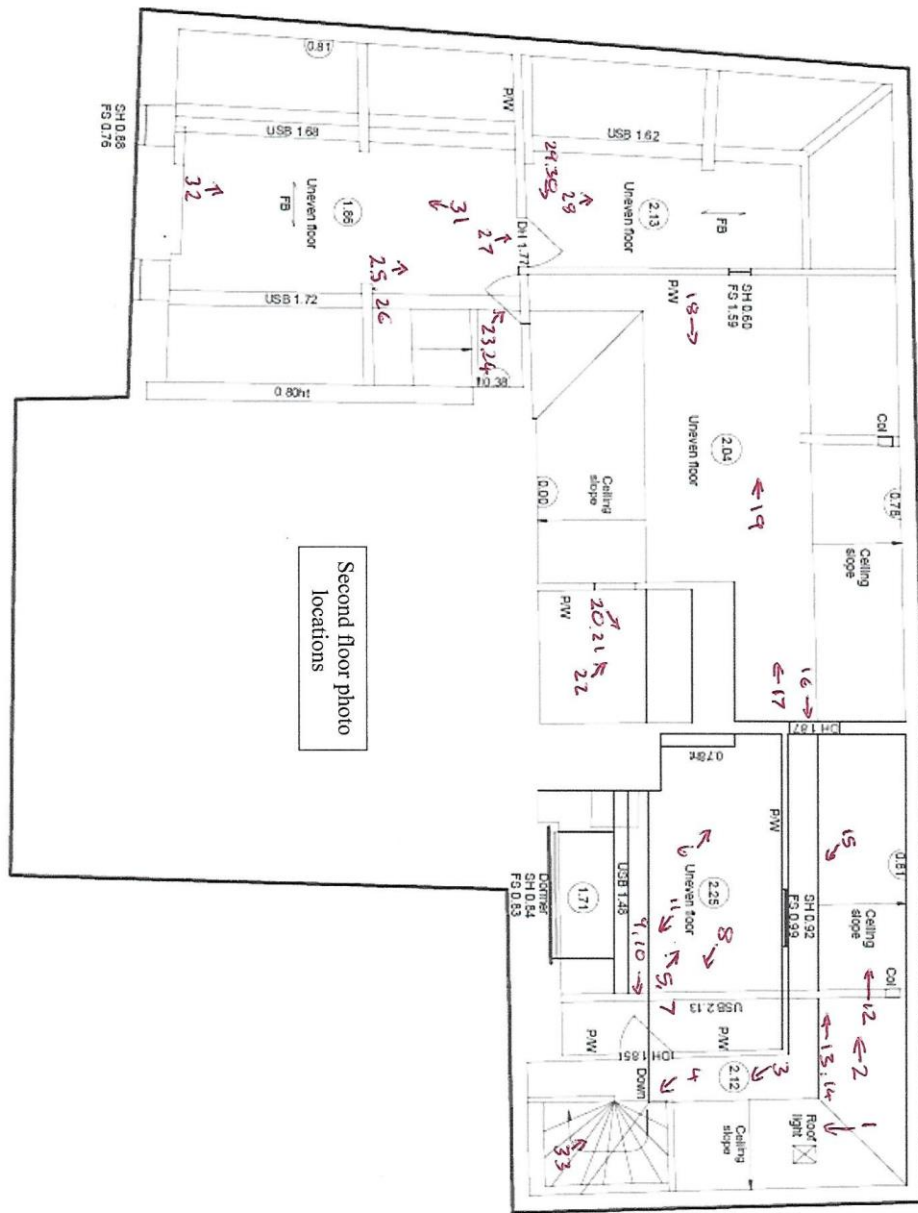 0.81
SH 0.88
FS 0.76
USB 1.68
P/W
USB 1.62
32
FB
Uneven floor
1.86
31
27
29.30
28
Uneven floor
2.13
FB
DH 1.77
25, 26
USB 1.72
23,24
0.38
0.80ht
18
P/W
SH 0.60
FS 1.59
Uneven floor
2.04
Col
0.78
19
Ceiling
slope
0.00
Ceiling
slope
P/W
20,21
22
17
16
DH 1.87
Second floor photo
locations
0.78ht
P/W
15
0.81
Ceiling
slope
6
Uneven floor
2.25
SH 0.92
FS 0.99
Dormer
SH 0.84
FS 0.83
1.71
USB 1.48
9,10
11
8
5,7
12
Col
USB 2.13
P/W
P/W
13,14
2
DH 1.85
Down
4
2.12
3
1
Roof
light
Ceiling
slope
33